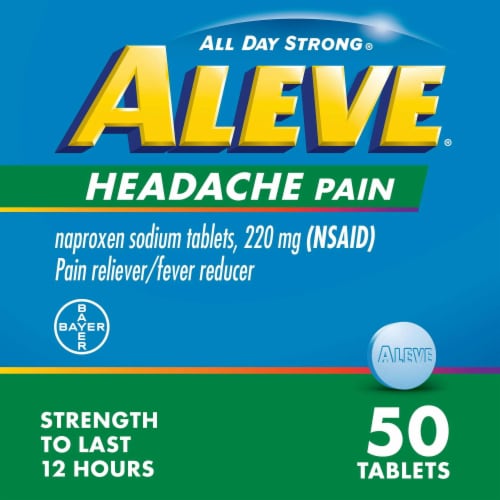 ALL DAY STRONG®
ALEVE®
HEADACHE PAIN
naproxen sodium tablets, 220 mg (NSAID)
Pain reliever/fever reducer
BAYER
BAYER
ALEVE
STRENGTH
TO LAST
12 HOURS
50
TABLETS